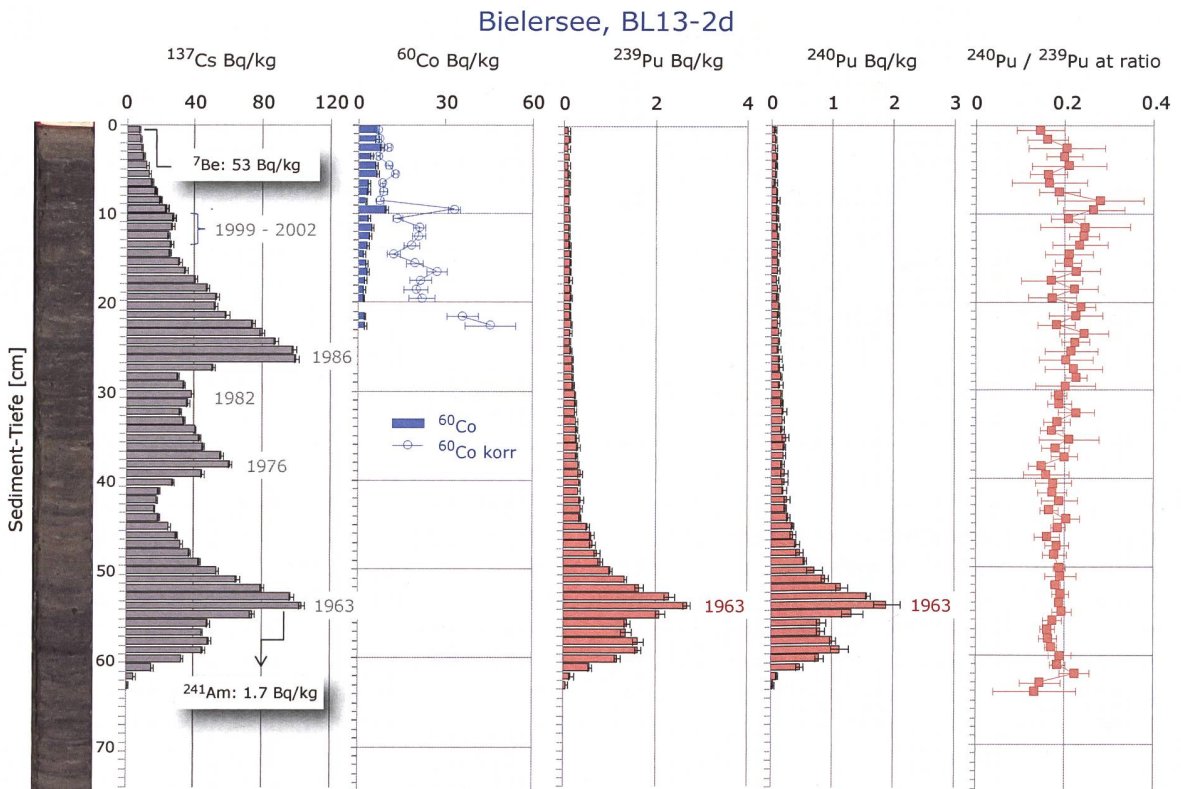 Bielersee, BL13-2d
¹³⁷Cs Bq/kg
⁶⁰Co Bq/kg
²³⁹Pu Bq/kg
²⁴⁰Pu Bq/kg
²⁴⁰Pu / ²³⁹Pu at ratio
0 40 80 120
0 30 60
0 2 4
0 1 2 3
0 0.2 0.4
Sediment-Tiefe [cm]
0
10
20
30
40
50
60
70
⁷Be: 53 Bq/kg
1999 - 2002
1986
1982
1976
1963
²⁴¹Am: 1.7 Bq/kg
⁶⁰Co
⁶⁰Co korr
1963
1963